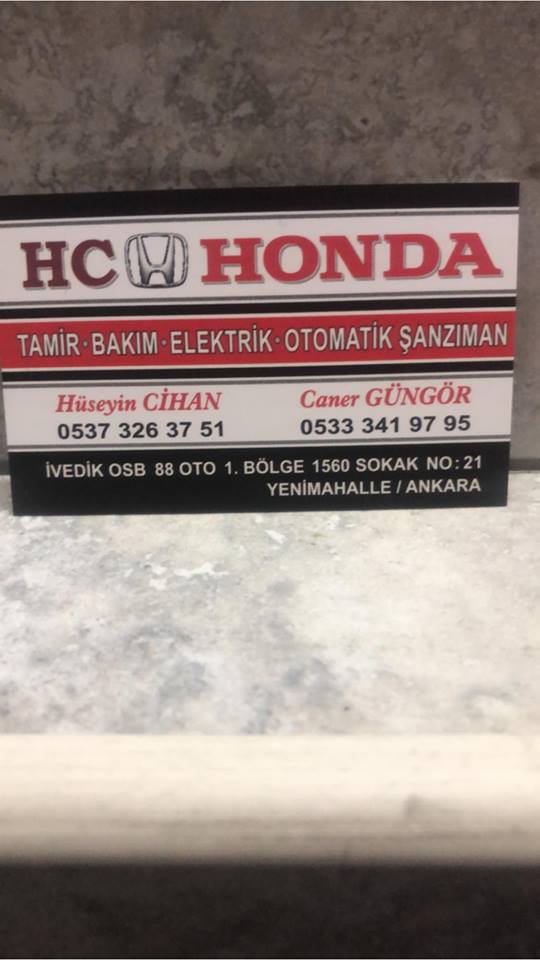 HC HONDA
TAMİR · BAKIM · ELEKTRİK · OTOMATİK ŞANZIMAN
Hüseyin CİHAN Caner GÜNGÖR
0537 326 37 51 0533 341 97 95
İVEDİK OSB 88 OTO 1. BÖLGE 1560 SOKAK NO: 21
YENİMAHALLE / ANKARA